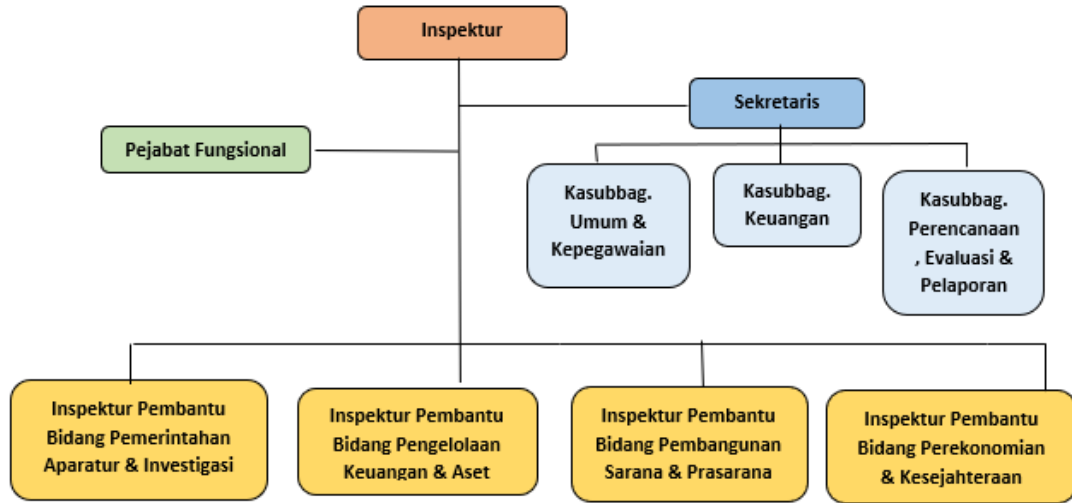 Inspektur
Sekretaris
Pejabat Fungsional
Kasubbag.
Umum &
Kepegawaian
Kasubbag.
Keuangan
Kasubbag.
Perencanaan
, Evaluasi &
Pelaporan
Inspektur Pembantu
Bidang Pemerintahan
Aparatur & Investigasi
Inspektur Pembantu
Bidang Pengelolaan
Keuangan & Aset
Inspektur Pembantu
Bidang Pembangunan
Sarana & Prasarana
Inspektur Pembantu
Bidang Perekonomian
& Kesejahteraan